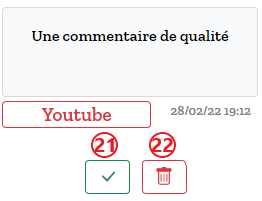 Une commentaire de qualité
Youtube 28/02/22 19:12
21 22